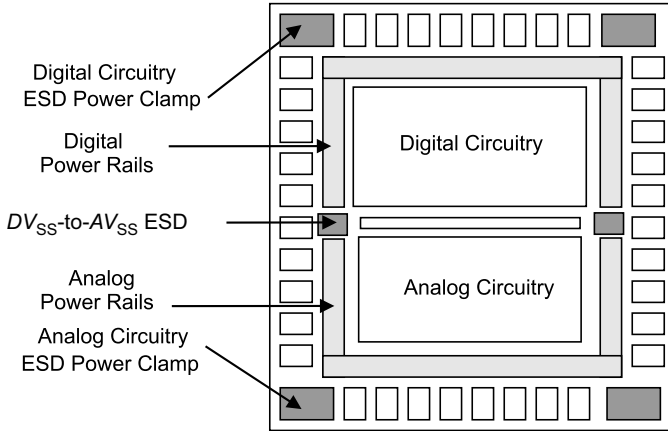 Digital Circuitry
ESD Power Clamp
Digital
Power Rails
DVSS-to-AVSS ESD
Analog
Power Rails
Analog Circuitry
ESD Power Clamp
Digital Circuitry
Analog Circuitry